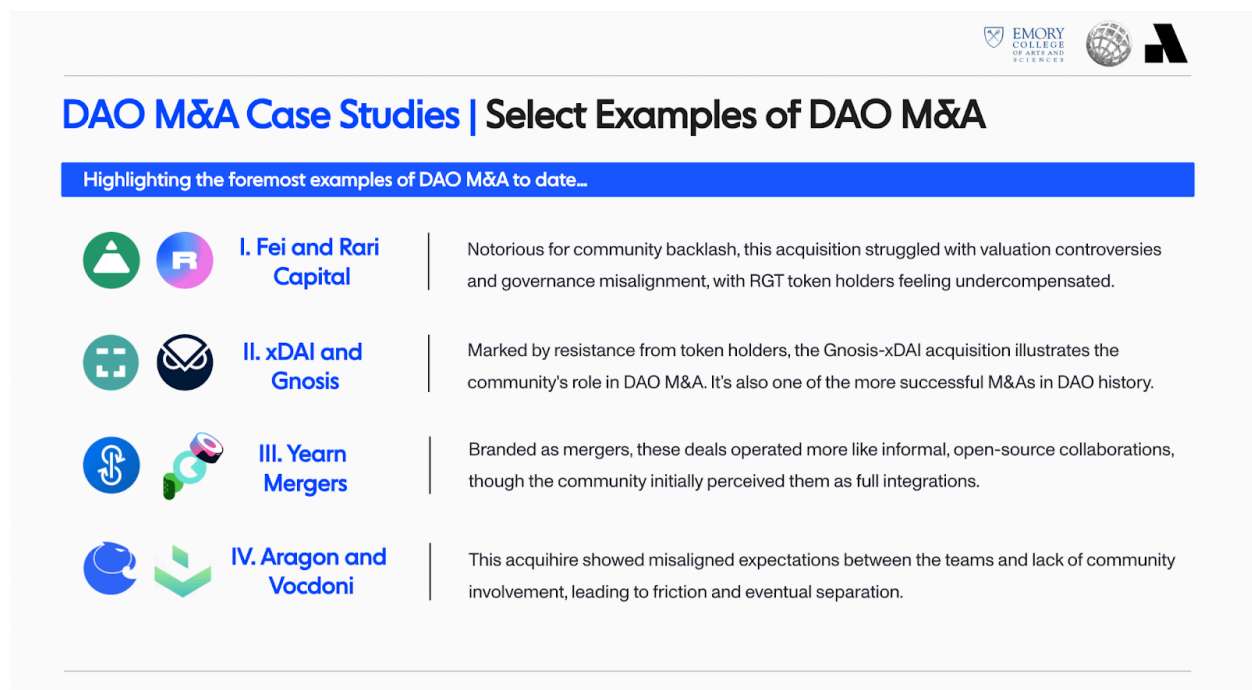 EMORY
COLLEGE
OF ARTS AND
SCIENCES
DAO M&A Case Studies | Select Examples of DAO M&A
Highlighting the foremost examples of DAO M&A to date...
R
I. Fei and Rari
Capital
Notorious for community backlash, this acquisition struggled with valuation controversies
and governance misalignment, with RGT token holders feeling undercompensated.
II. xDAI and
Gnosis
Marked by resistance from token holders, the Gnosis-xDAI acquisition illustrates the
community's role in DAO M&A. It's also one of the more successful M&As in DAO history.
III. Yearn
Mergers
Branded as mergers, these deals operated more like informal, open-source collaborations,
though the community initially perceived them as full integrations.
IV. Aragon and
Vocdoni
This acquihire showed misaligned expectations between the teams and lack of community
involvement, leading to friction and eventual separation.